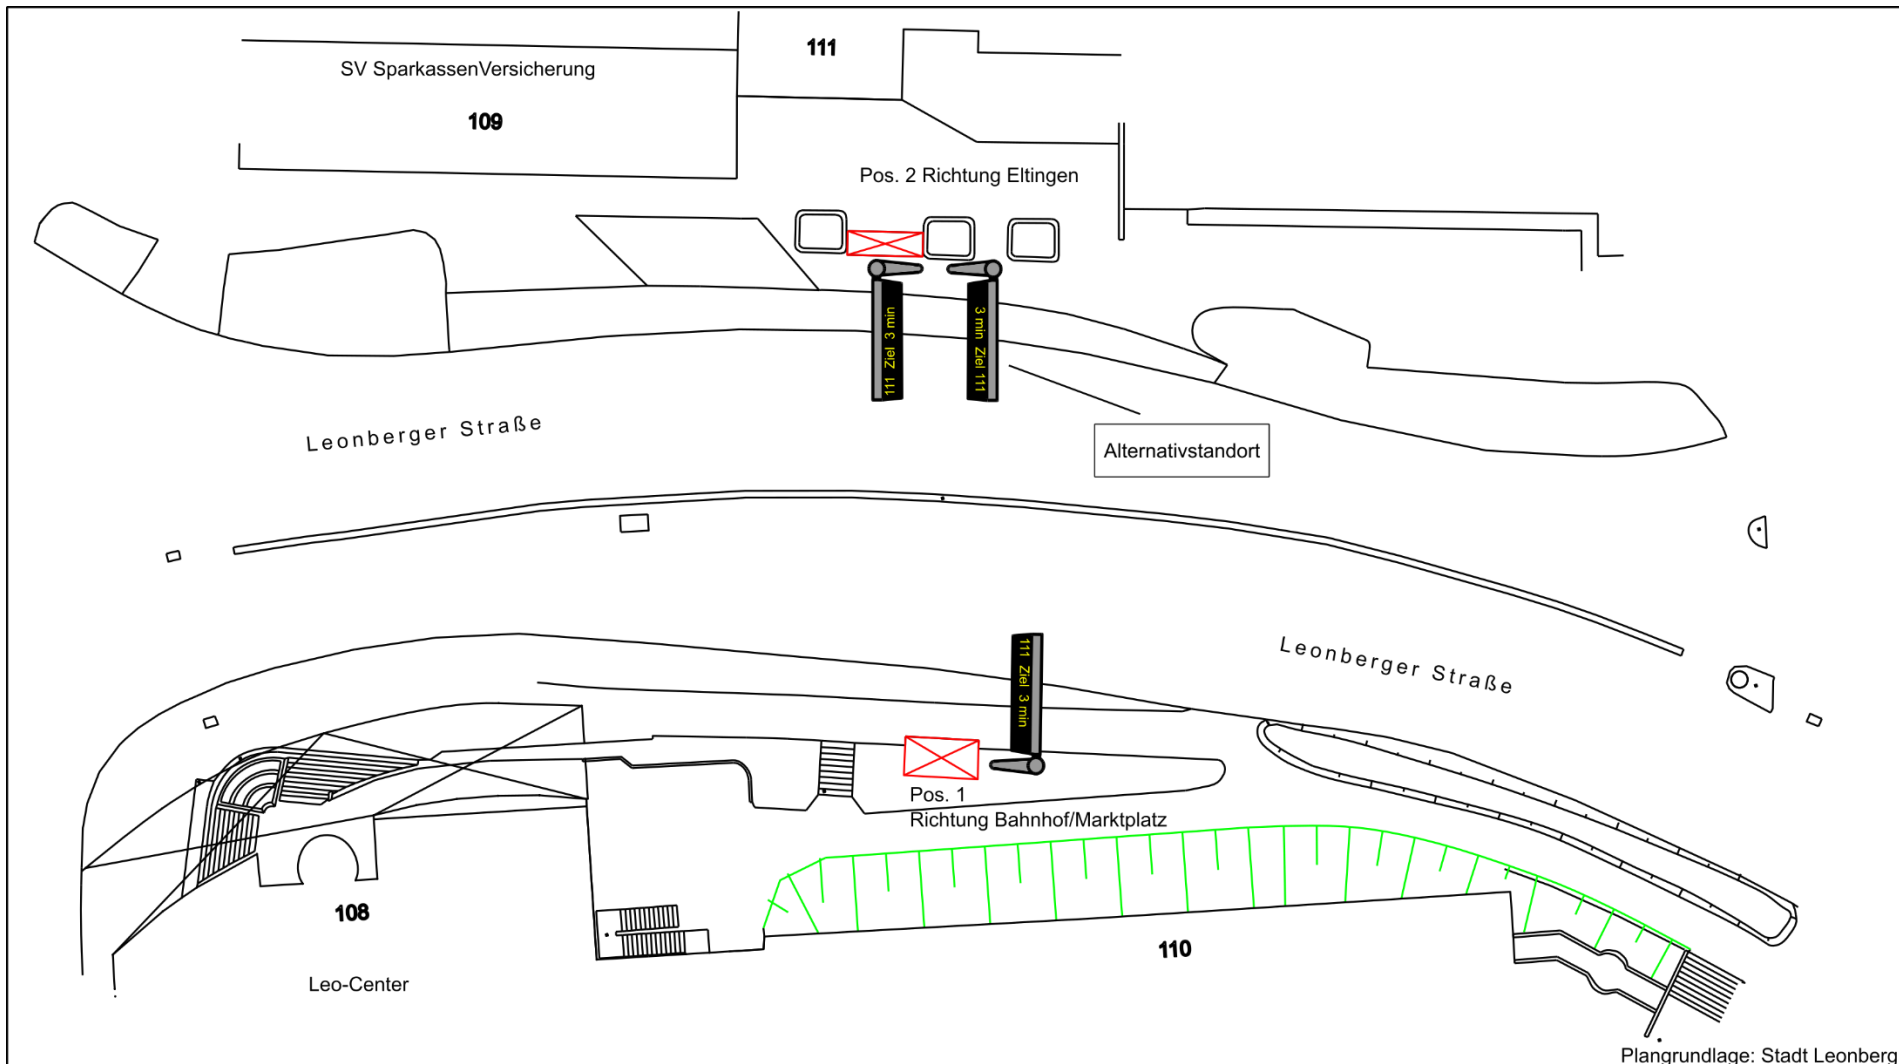 111
SV SparkassenVersicherung
109
Pos. 2 Richtung Eltingen
111 Ziel 3 min
3 min Ziel 111
Leonberger Straße
Alternativstandort
111 Ziel 3 min
Leonberger Straße
Pos. 1
Richtung Bahnhof/Marktplatz
108
110
Leo-Center
Plangrundlage: Stadt Leonberg